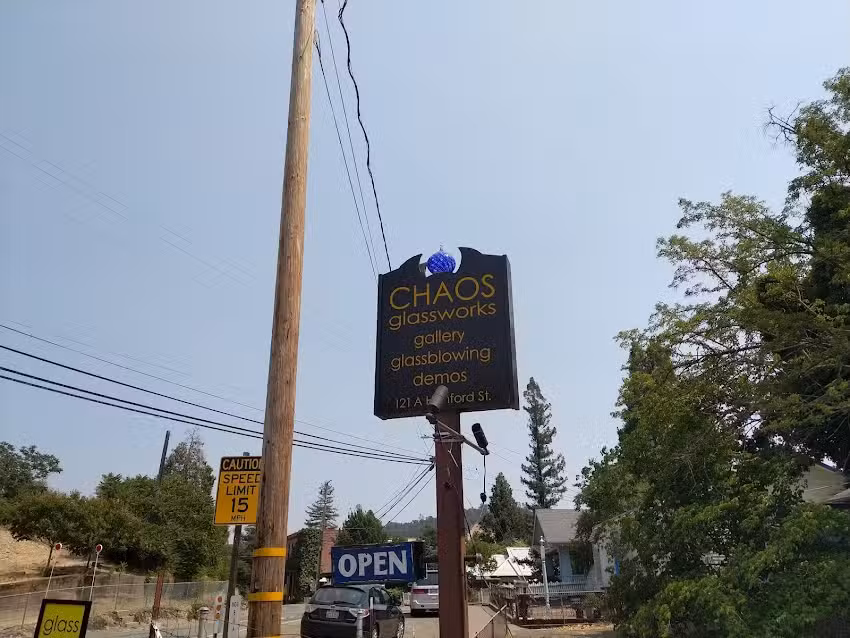 CHAOS
glassworks
gallery
glassblowing
demos
121 A St.
CAUTION
SPEED
LIMIT
15
MPH
OPEN
glass